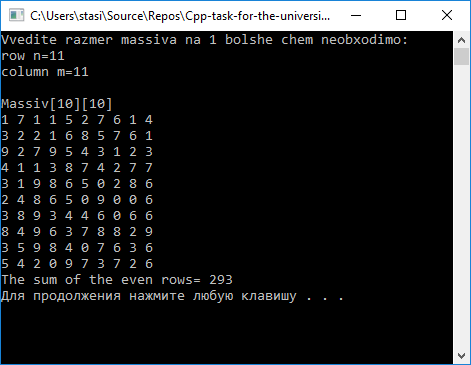 C:\Users\stasi\Source\Repos\Cpp-task-for-the-universi...
Vvedite razmer massiva na 1 bolshe chem neobxodimo:
row n=11
column m=11
Massiv[10][10]
1 7 1 1 5 2 7 6 1 4
3 2 2 1 6 8 5 7 6 1
9 2 7 9 5 4 3 1 2 3
4 1 1 3 8 7 4 2 7 7
3 1 9 8 6 5 0 2 8 6
2 4 8 6 5 0 9 0 0 6
3 8 9 3 4 4 6 0 6 6
8 4 9 6 3 7 8 8 2 9
3 5 9 8 4 0 7 6 3 6
5 4 2 0 9 7 3 7 2 6
The sum of the even rows= 293
Для продолжения нажмите любую клавишу . . .